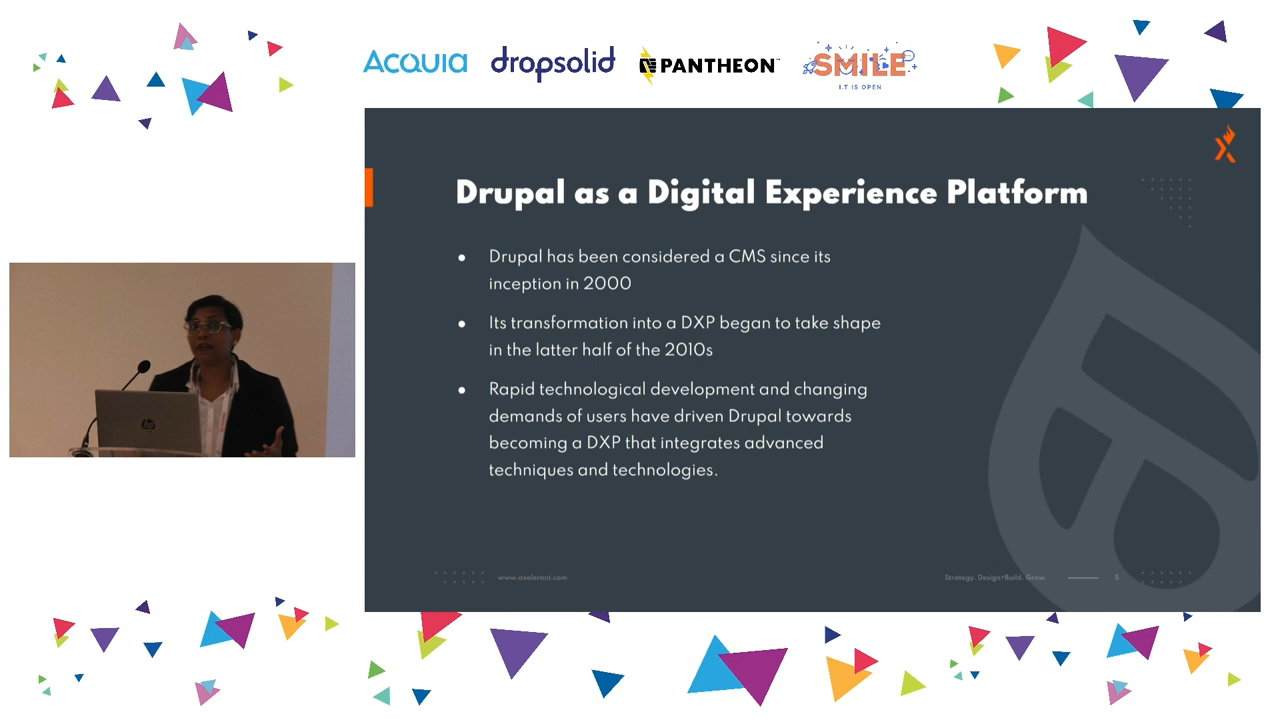 Acquia
dropsolid
PANTHEON
SMILE
I.T IS OPEN
Drupal as a Digital Experience Platform
● Drupal has been considered a CMS since its
inception in 2000
● Its transformation into a DXP began to take shape
in the latter half of the 2010s
● Rapid technological development and changing
demands of users have driven Drupal towards
becoming a DXP that integrates advanced
techniques and technologies.
hp
www.axelerant.com
Strategy. Design+Build. Grow.
5